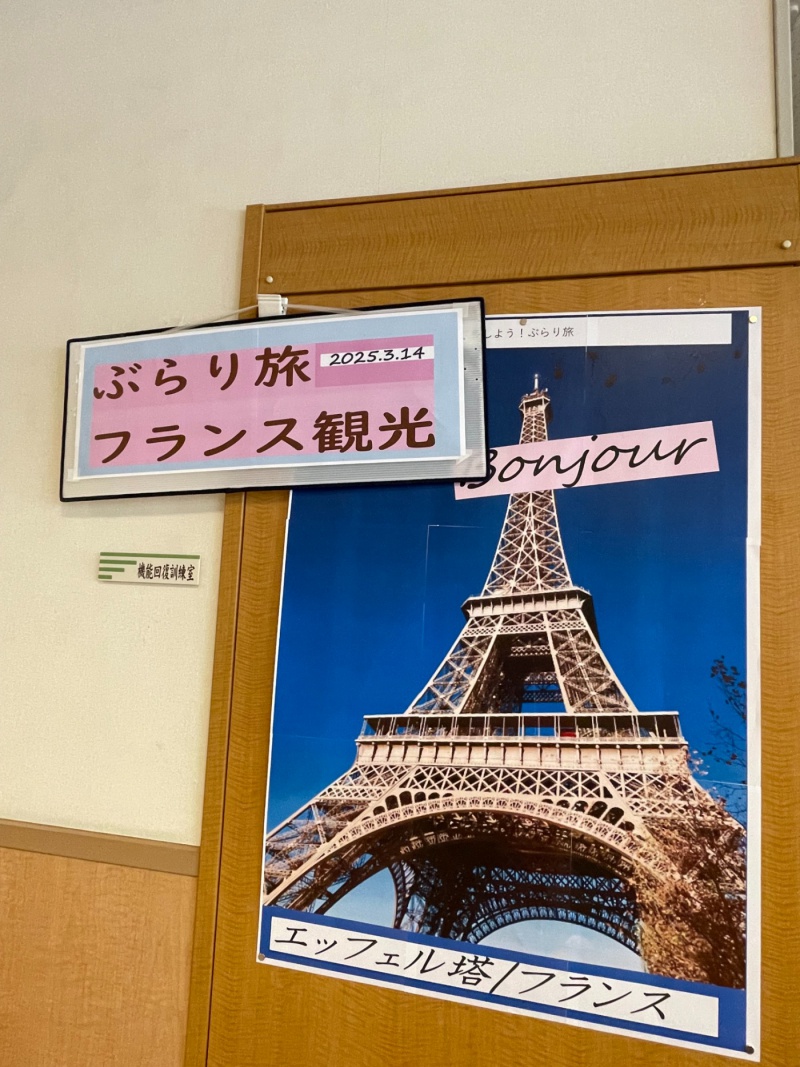 ぶらり旅 2025.3.14
フランス観光
しよう！ぶらり旅
Bonjour
機能回復訓練室
エッフェル塔/フランス